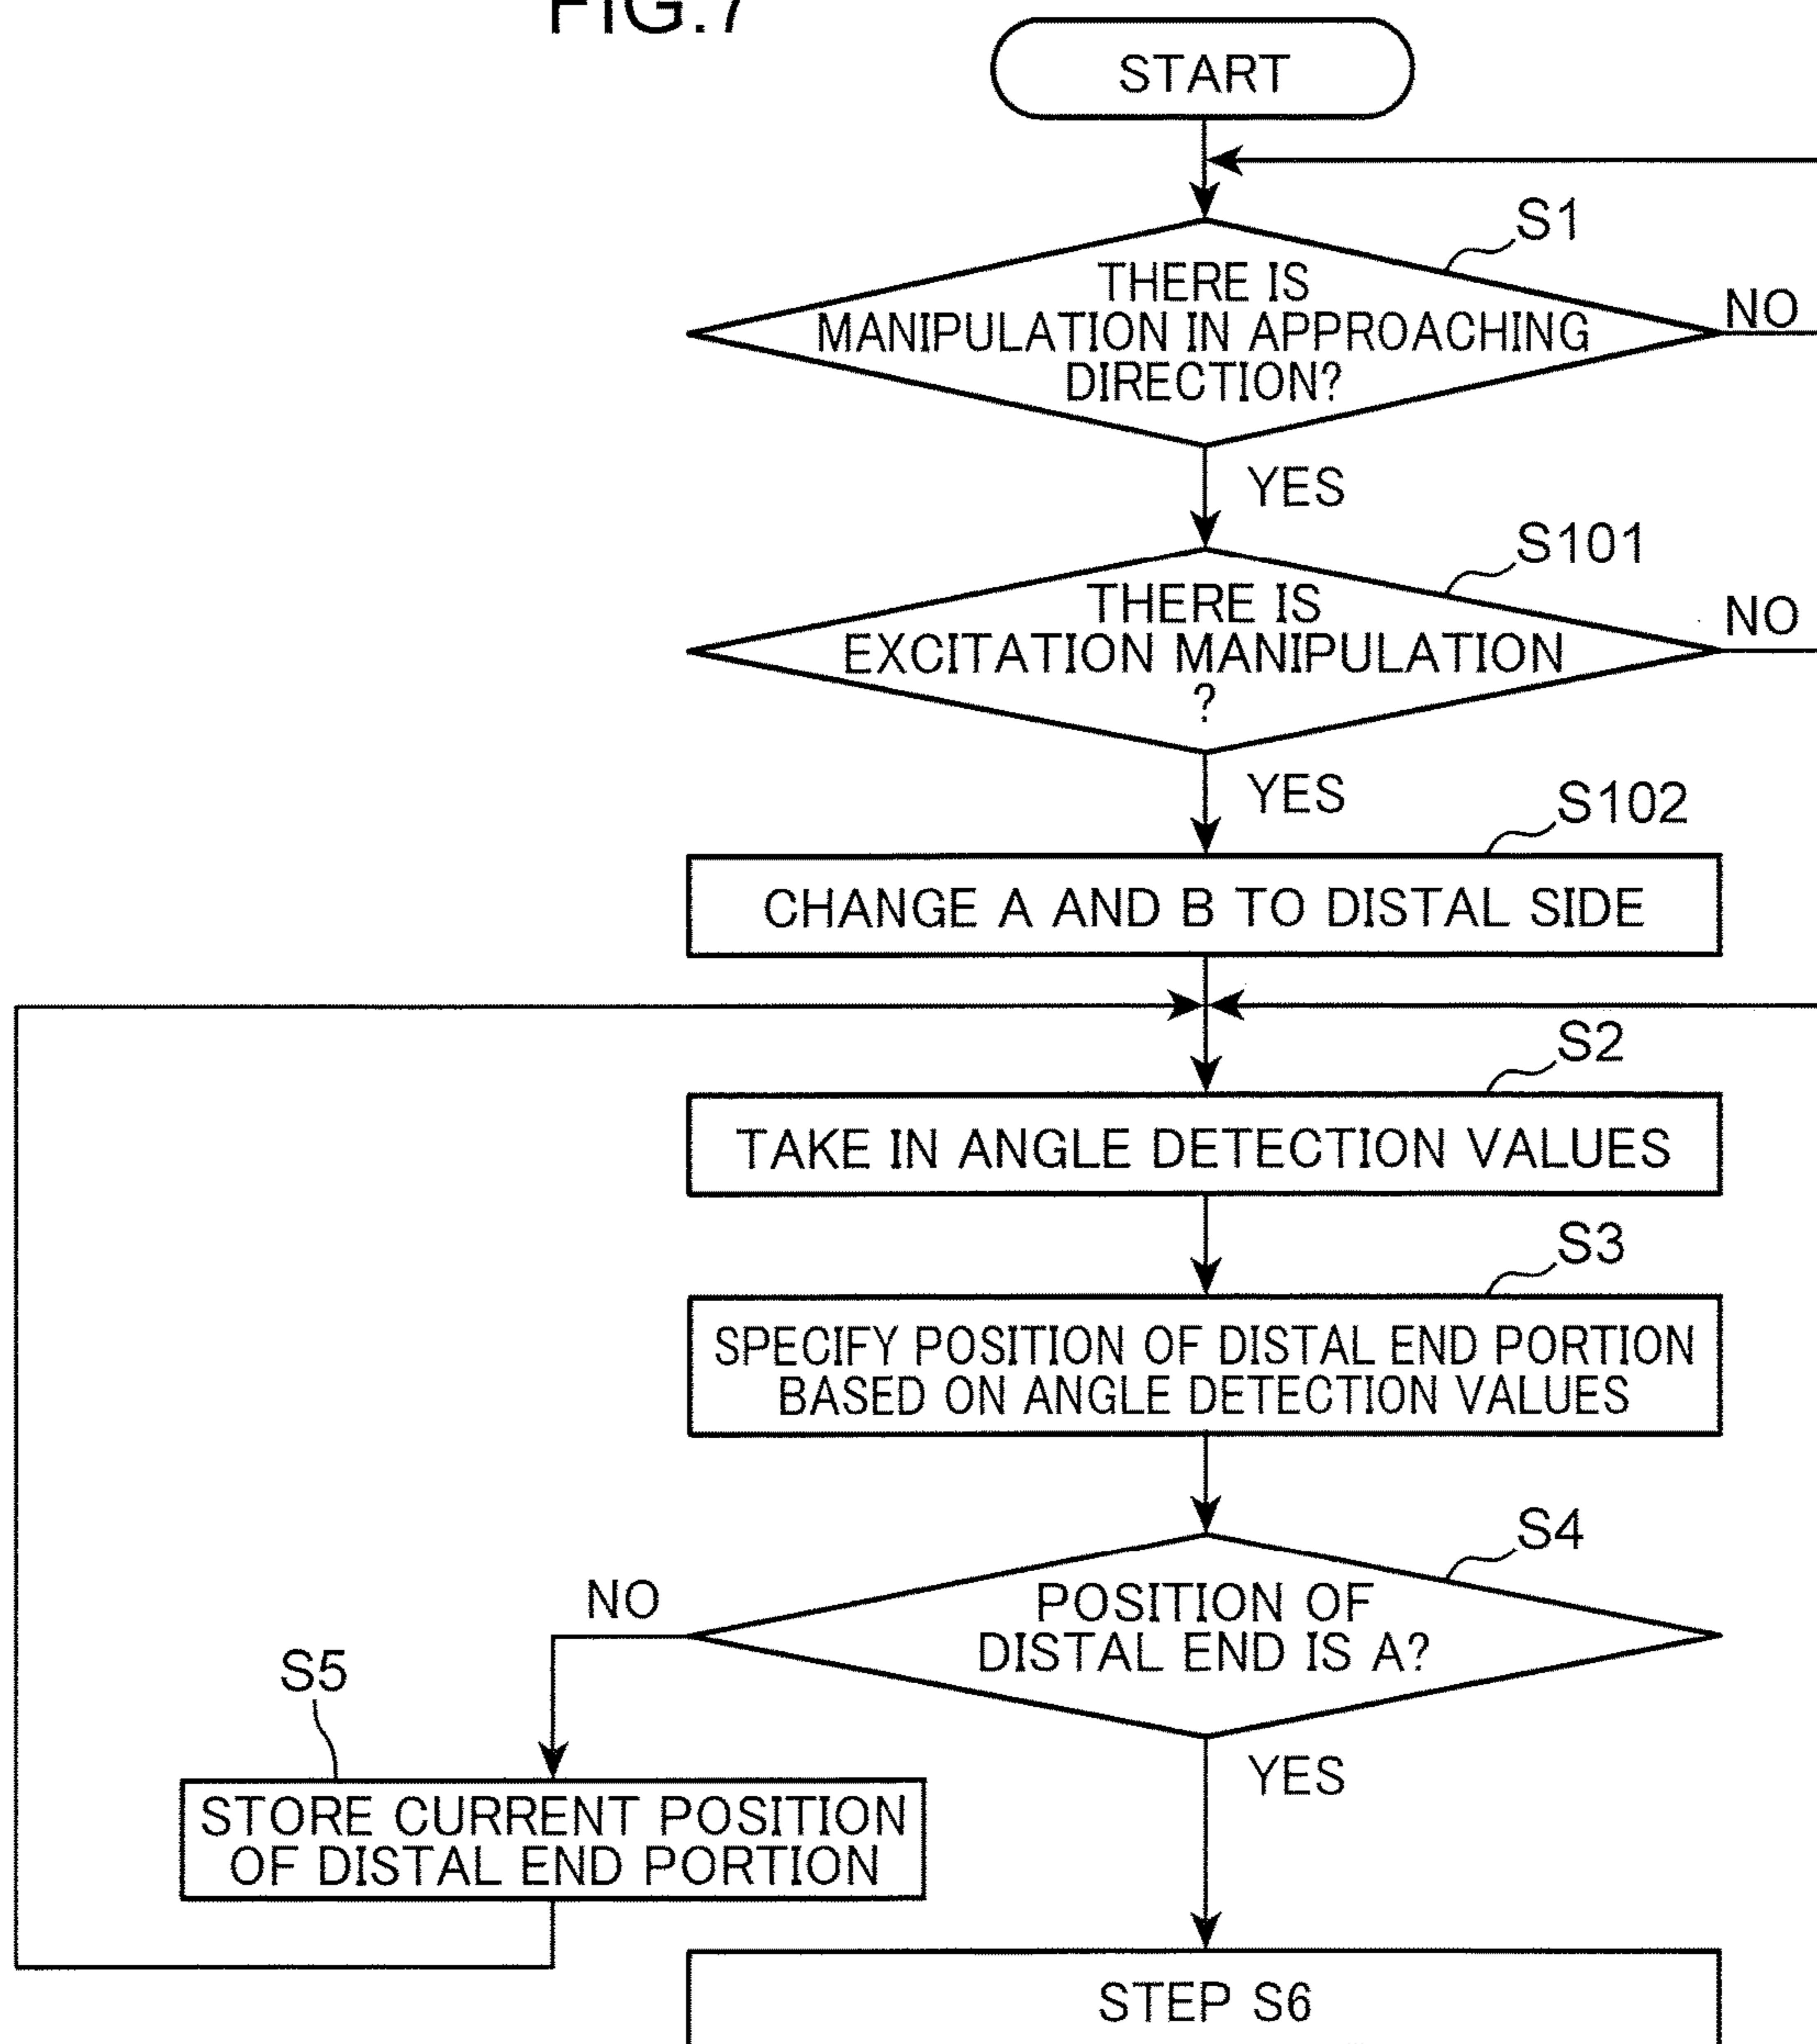 FIG.7
START
S1
THERE IS
MANIPULATION IN APPROACHING
DIRECTION?
NO
YES
S101
THERE IS
EXCITATION MANIPULATION
?
NO
YES
S102
CHANGE A AND B TO DISTAL SIDE
S2
TAKE IN ANGLE DETECTION VALUES
S3
SPECIFY POSITION OF DISTAL END PORTION
BASED ON ANGLE DETECTION VALUES
S4
POSITION OF
DISTAL END IS A?
NO
S5
YES
STORE CURRENT POSITION
OF DISTAL END PORTION
STEP S6